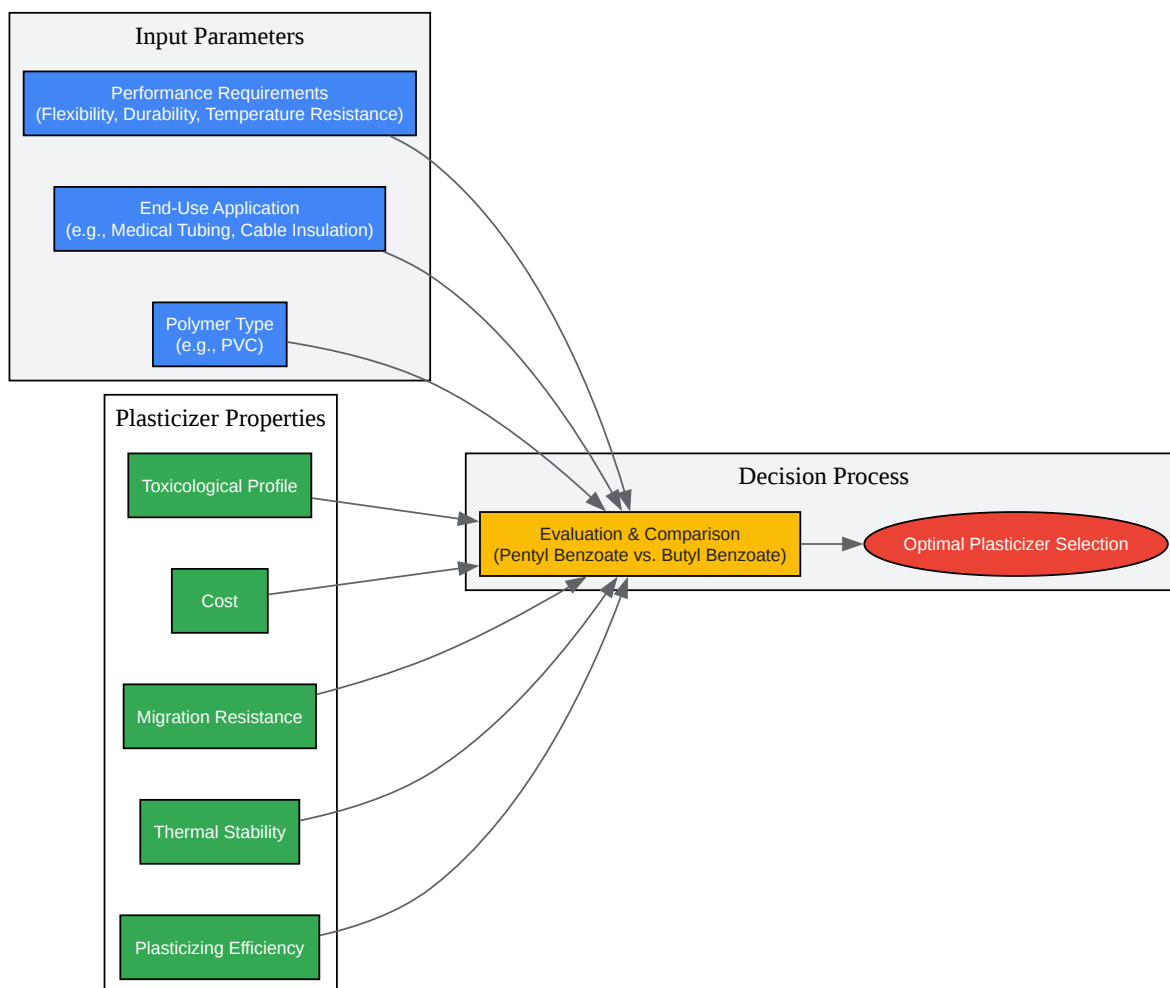 Input Parameters
Performance Requirements
(Flexibility, Durability, Temperature Resistance)
End-Use Application
(e.g., Medical Tubing, Cable Insulation)
Polymer Type
(e.g., PVC)
Plasticizer Properties
Toxicological Profile
Cost
Migration Resistance
Thermal Stability
Plasticizing Efficiency
Decision Process
Evaluation & Comparison
(Pentyl Benzoate vs. Butyl Benzoate)
Optimal Plasticizer Selection